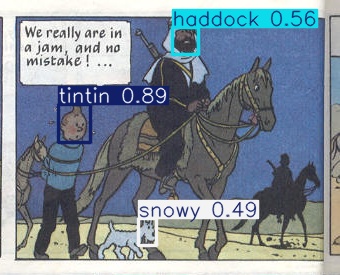 haddock 0.56
We really are in
a jam, and no
mistake! ...
tintin 0.89
snowy 0.49